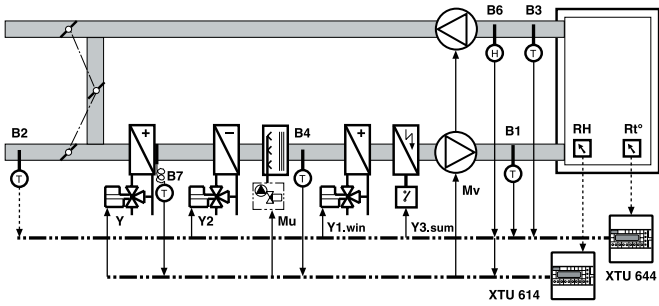 B6 B3
H T
B2
+ − B4 + B1 RH Rt°
T B7 T T
T
Y Y2 Mu Y1.win Y3.sum Mv
XTU 644
XTU 614